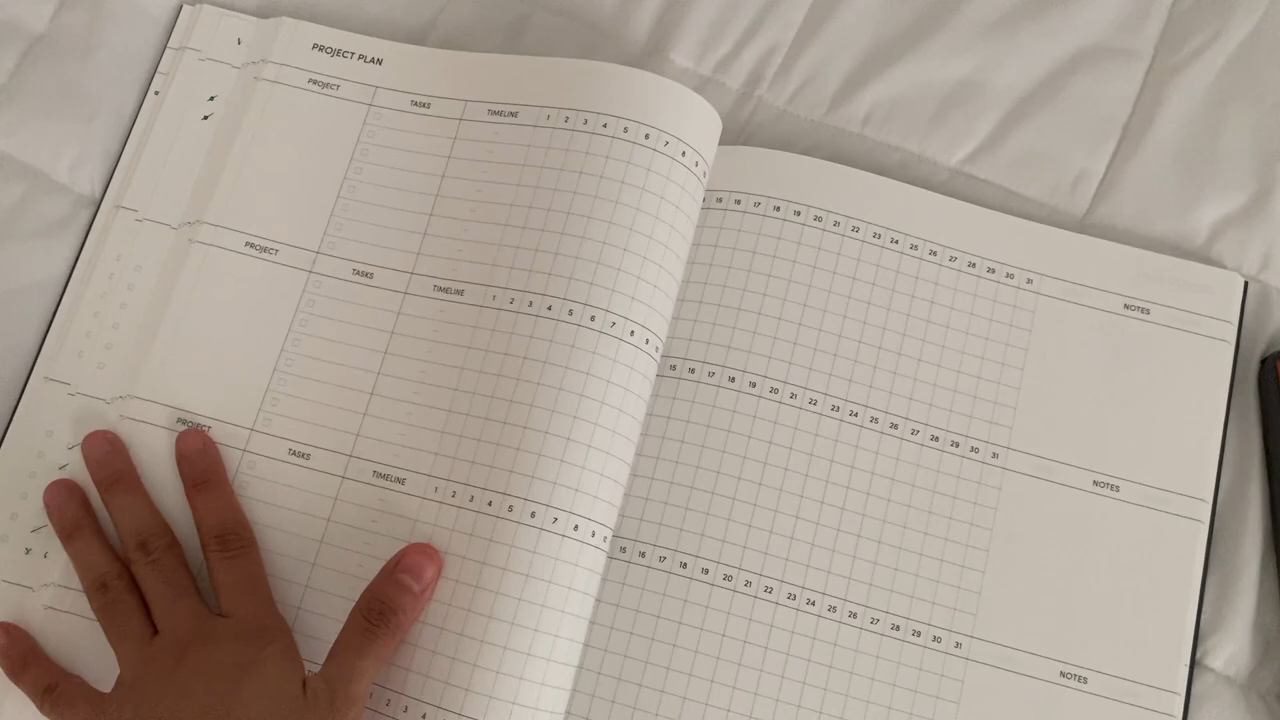 PROJECT PLAN
PROJECT TASKS TIMELINE 1 2 3 4 5 6 7 8 9
15 16 17 18 19 20 21 22 23 24 25 26 27 28 29 30 31 NOTES
PROJECT TASKS TIMELINE 1 2 3 4 5 6 7 8 9
15 16 17 18 19 20 21 22 23 24 25 26 27 28 29 30 31 NOTES
PROJECT TASKS TIMELINE 1 2 3 4 5 6 7 8 9
15 16 17 18 19 20 21 22 23 24 25 26 27 28 29 30 31 NOTES
1 2 3 4